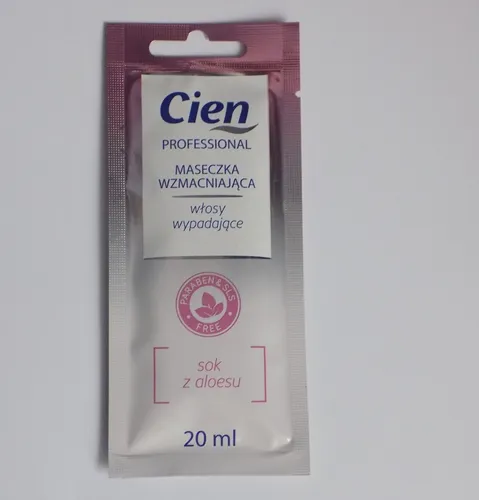 Cien
PROFESSIONAL
MASECZKA
WZMACNIAJĄCA
włosy
wypadające
PARABEN & SLS
FREE
sok
z aloesu
20 ml